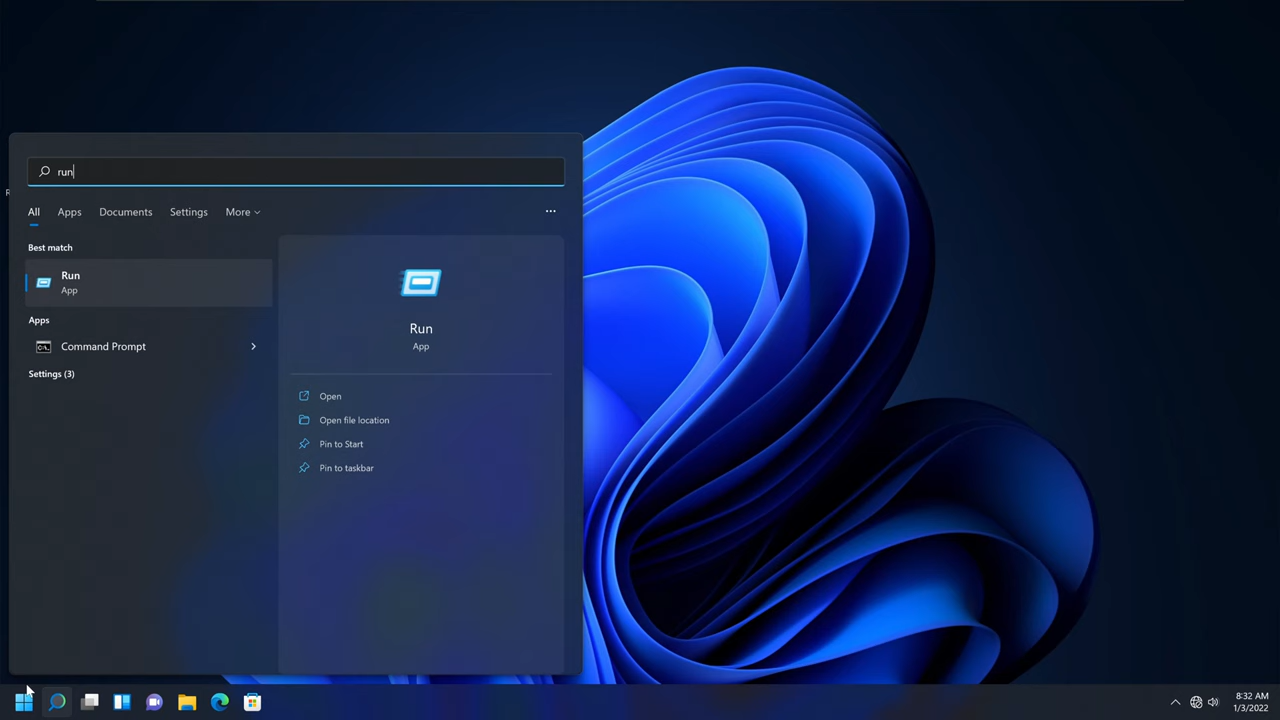 run
All Apps Documents Settings More ...
Best match
Run
App
Apps
Command Prompt
Settings (3)
Run
App
Open
Open file location
Pin to Start
Pin to taskbar
8:32 AM
1/3/2022